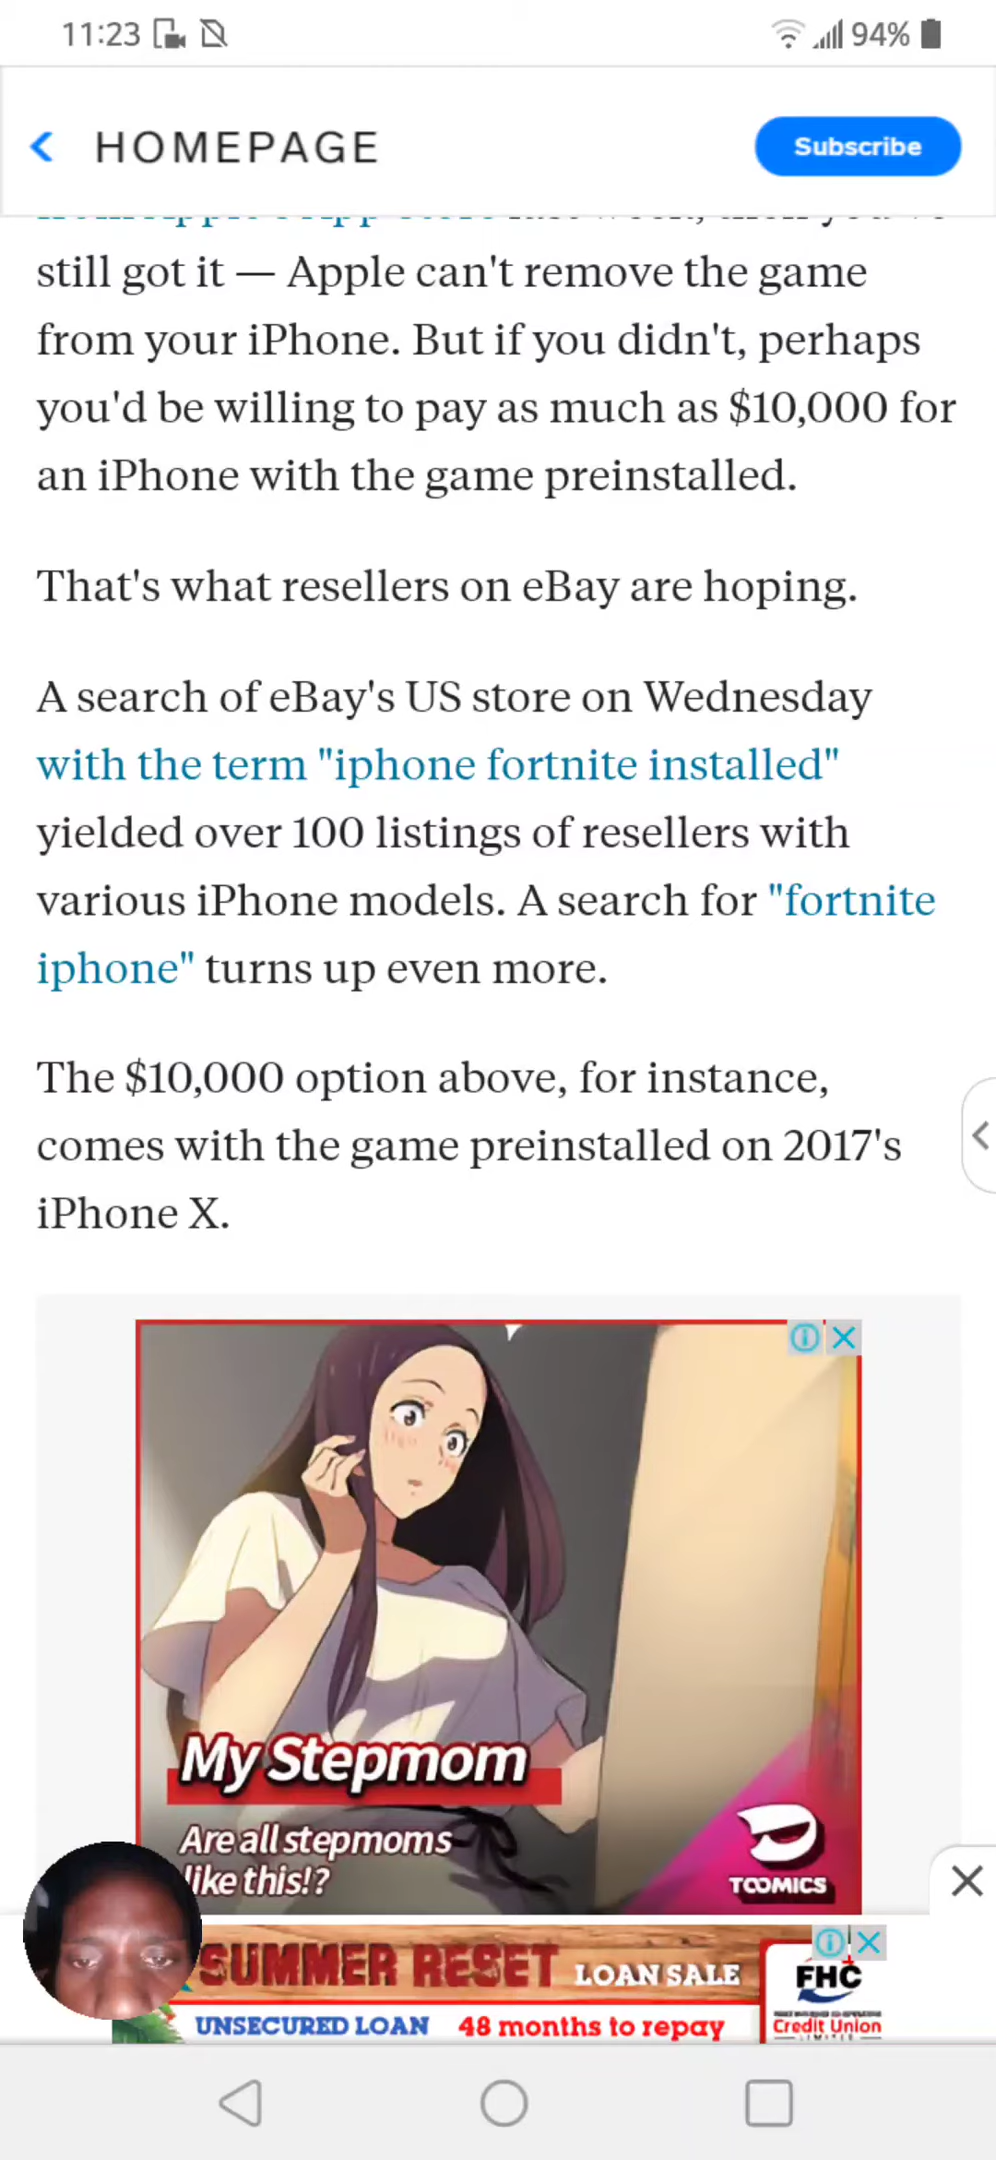 11:23
94%
HOMEPAGE
Subscribe
still got it — Apple can't remove the game
from your iPhone. But if you didn't, perhaps
you'd be willing to pay as much as $10,000 for
an iPhone with the game preinstalled.
That's what resellers on eBay are hoping.
A search of eBay's US store on Wednesday
with the term "iphone fortnite installed"
yielded over 100 listings of resellers with
various iPhone models. A search for "fortnite
iphone" turns up even more.
The $10,000 option above, for instance,
comes with the game preinstalled on 2017's
iPhone X.
My Stepmom
Are all stepmoms
like this!?
TOOMICS
SUMMER RESET LOAN SALE
UNSECURED LOAN 48 months to repay
FHC
Credit Union